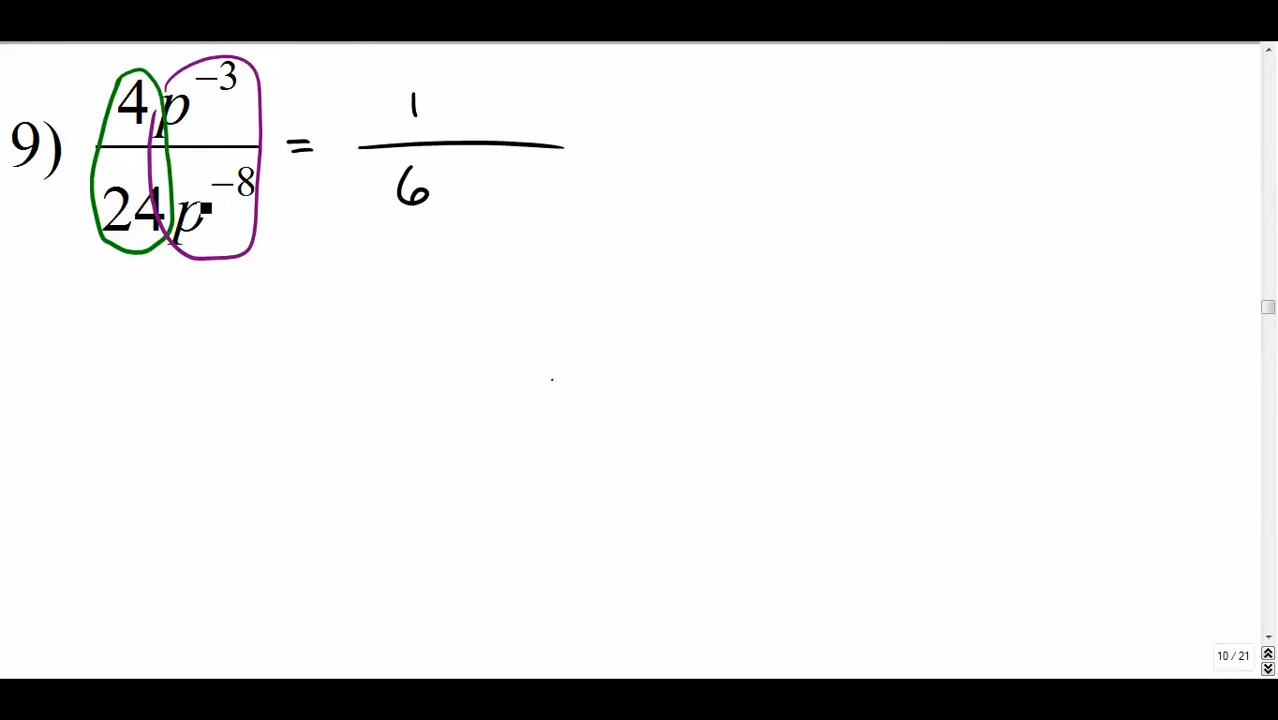 9) 4p⁻³ / 24p⁻⁸ = 1 / 6
10 / 21